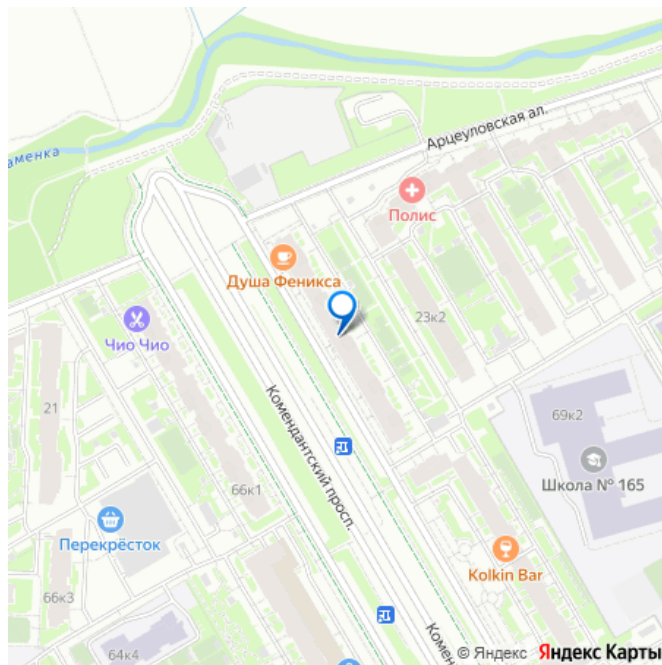 Арцеуловская ал.
аменка
Полис
Душа Феникса
23к2
Чио Чио
21
Комендантский просп.
69к2
Школа № 165
66к1
Перекрёсток
Kolkin Bar
66к3
64к4
Комен
© Яндекс Яндекс Карты